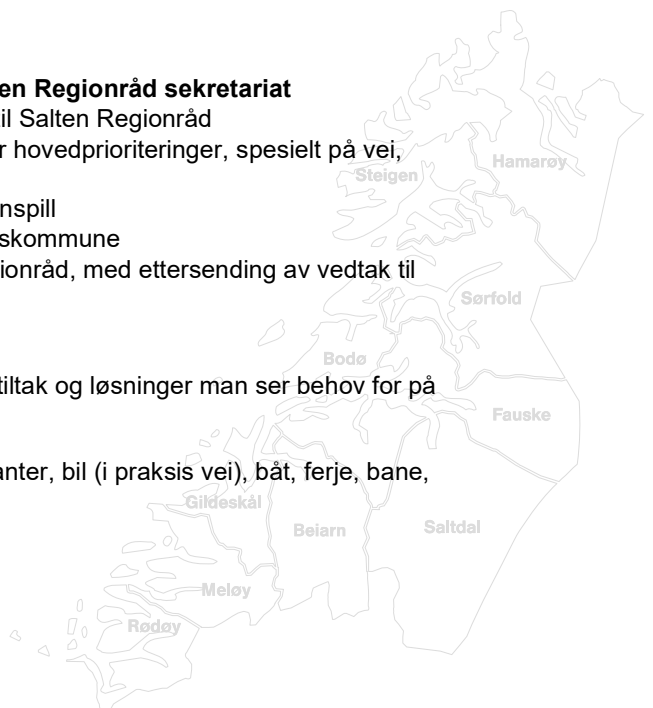 en Regionråd sekretariat
il Salten Regionråd
r hovedprioriteringer, spesielt på vei,
nspill
skommune
ionråd, med ettersending av vedtak til
tiltak og løsninger man ser behov for på
anter, bil (i praksis vei), båt, ferje, bane,
Hamarøy
Steigen
Sørfold
Bodø
Fauske
Gildeskål
Beiarn
Saltdal
Meløy
Rødøy